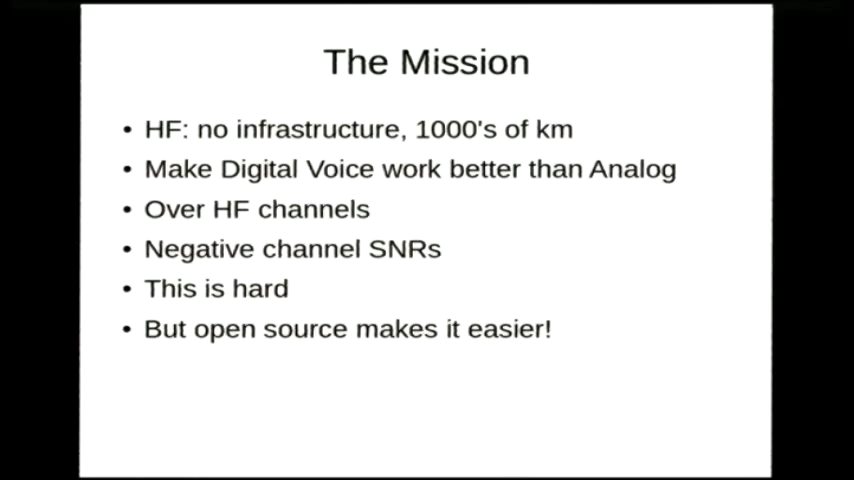 The Mission
• HF: no infrastructure, 1000's of km
• Make Digital Voice work better than Analog
• Over HF channels
• Negative channel SNRs
• This is hard
• But open source makes it easier!